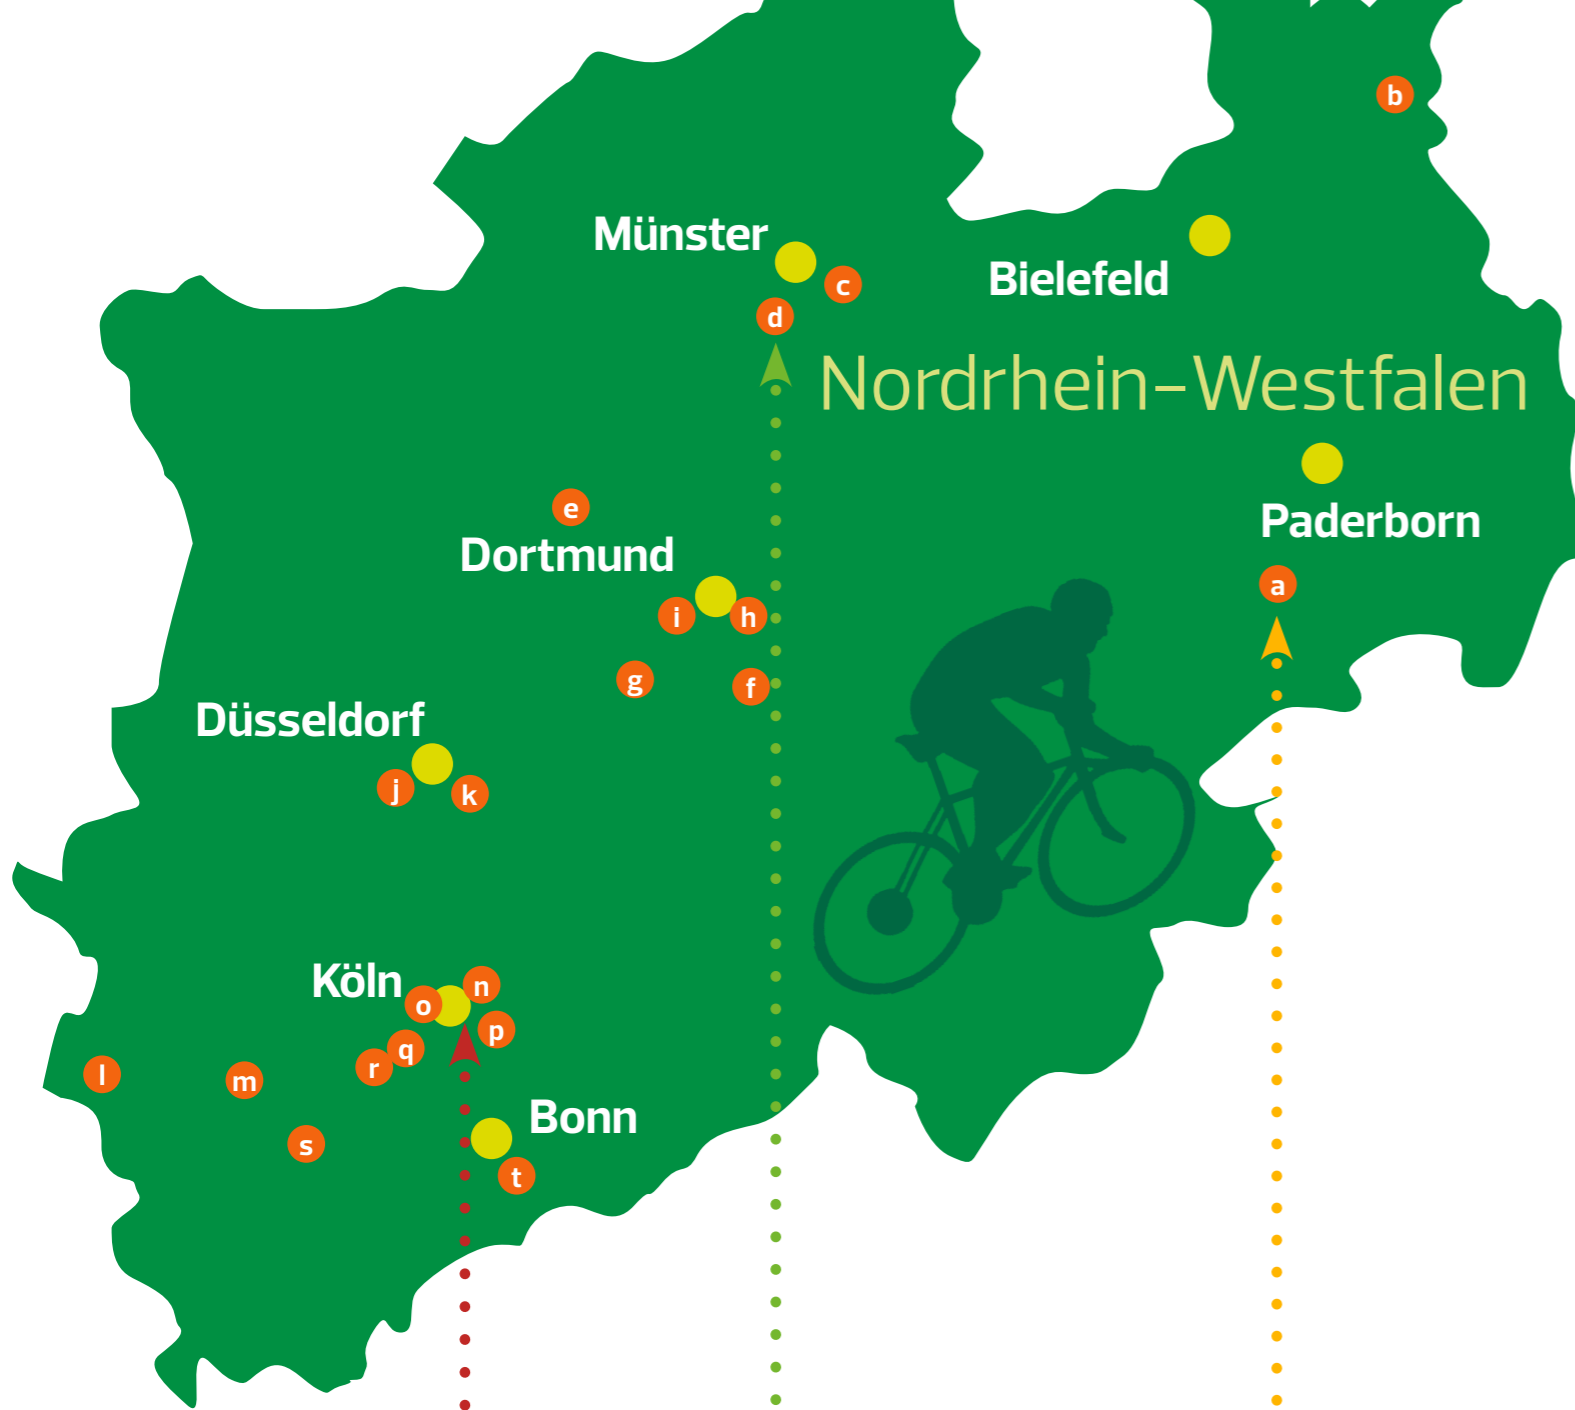 b
Münster
Bielefeld
c
d
Nordrhein-Westfalen
Paderborn
e
Dortmund
a
i
h
g
f
Düsseldorf
j
k
Köln
n
o
p
q
r
l
m
Bonn
s
t